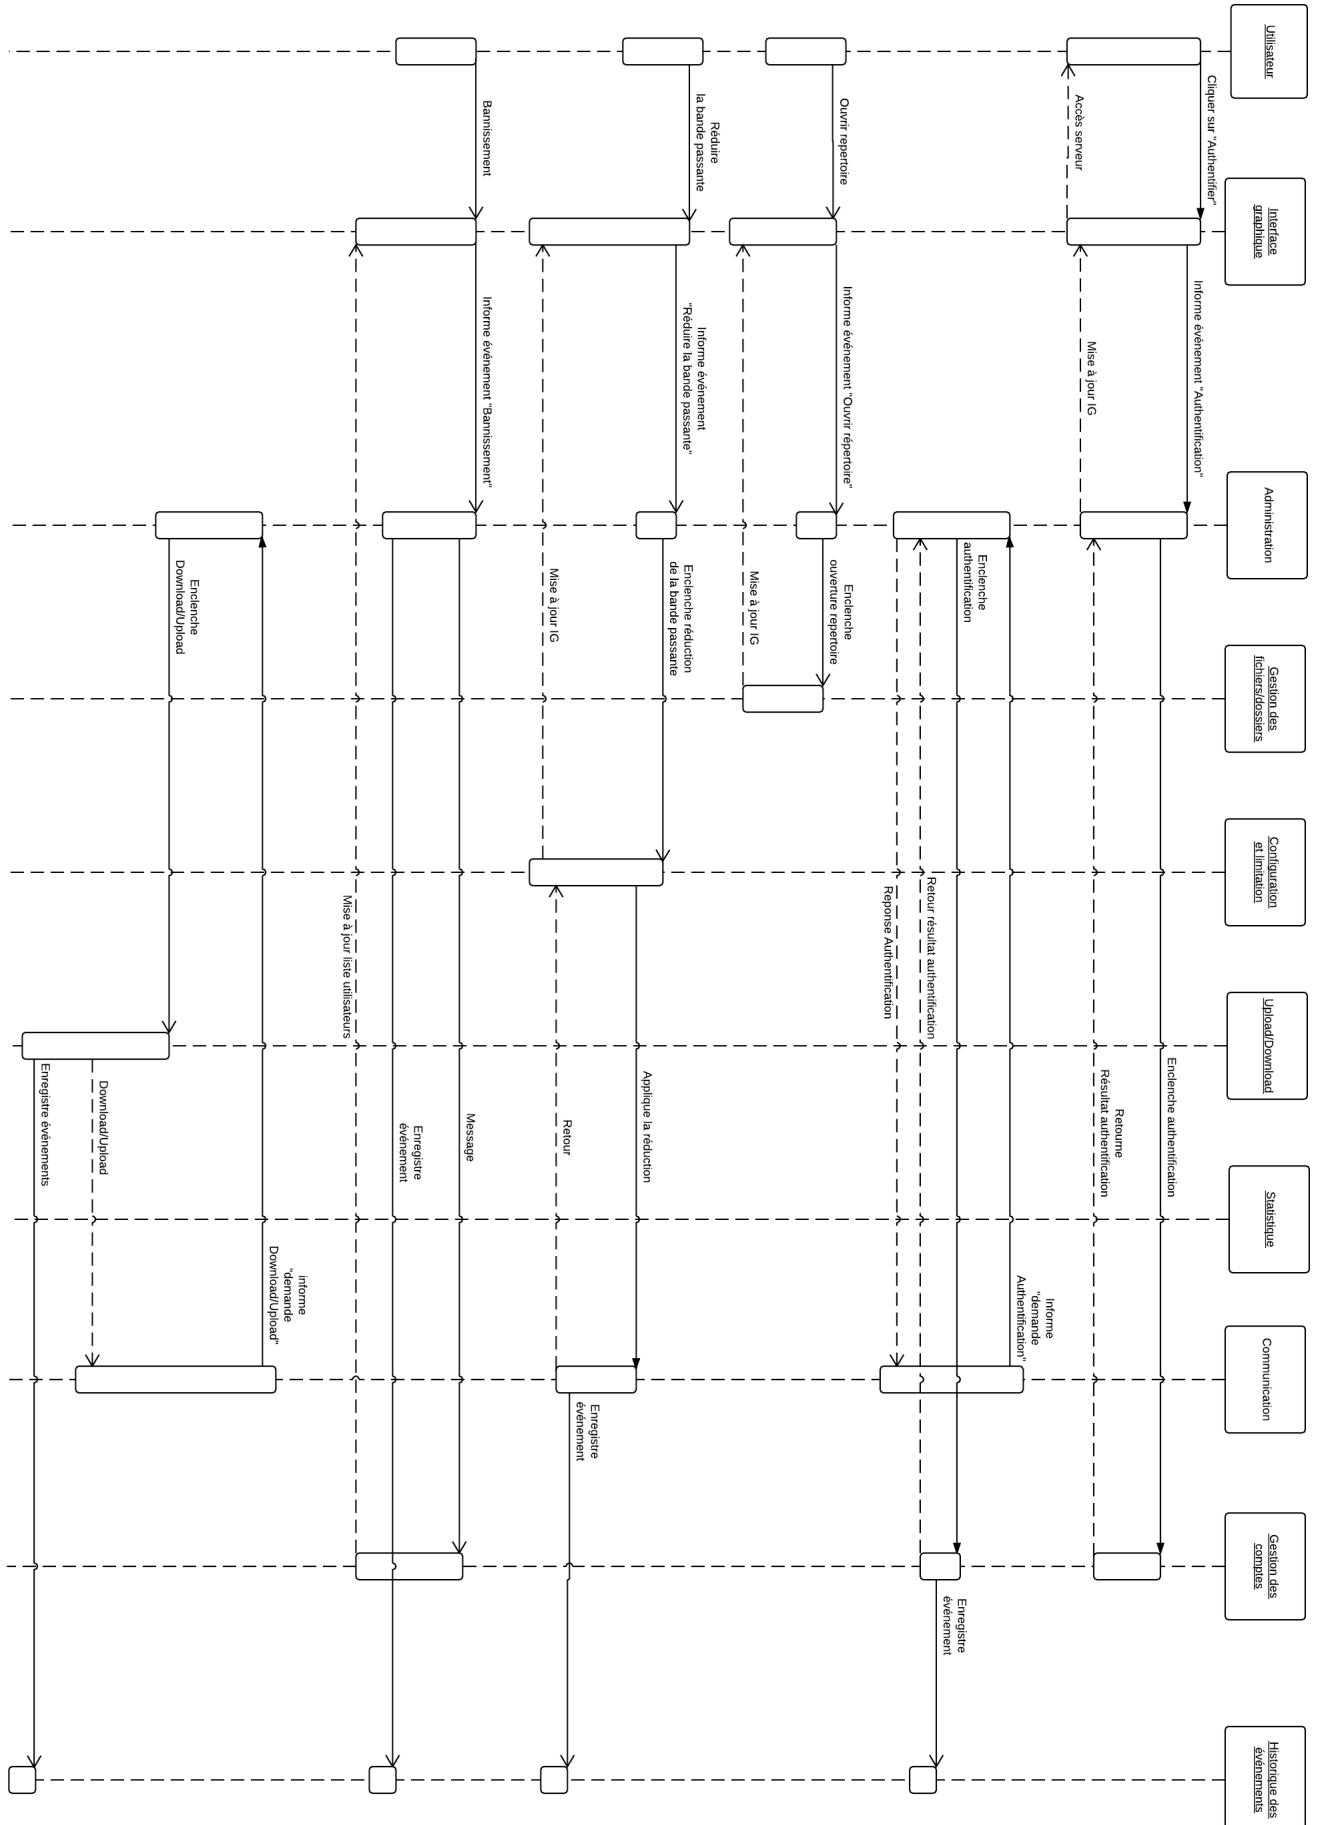 Utilisateur
Interface
graphique
Administration
Gestion des
fichiers/dossiers
Configuration
et limitation
Upload/Download
Statistique
Communication
Gestion des
comptes
Historique des
événements
Cliquer sur "Authentifier"
Informe événement "Authentification"
Enclenche authentification
Retourne
Résultat authentification
Mise à jour IG
Accès serveur
Informe
"demande
Authentification"
Enclenche
authentification
Enregistre
événement
Retour résultat authentification
Reponse Authentification
Ouvrir repertoire
Informe événement "Ouvrir répertoire"
Enclenche
ouverture repertoire
Mise à jour IG
Réduire
la bande passante
Informe événement
"Réduire la bande passante"
Enclenche réduction
de la bande passante
Applique la réduction
Enregistre
événement
Retour
Mise à jour IG
Bannissement
Informe événement "Bannissement"
Message
Enregistre
événement
Mise à jour liste utilisateurs
informe
"demande
Download/Upload"
Enclenche
Download/Upload
Download/Upload
Enregistre événements